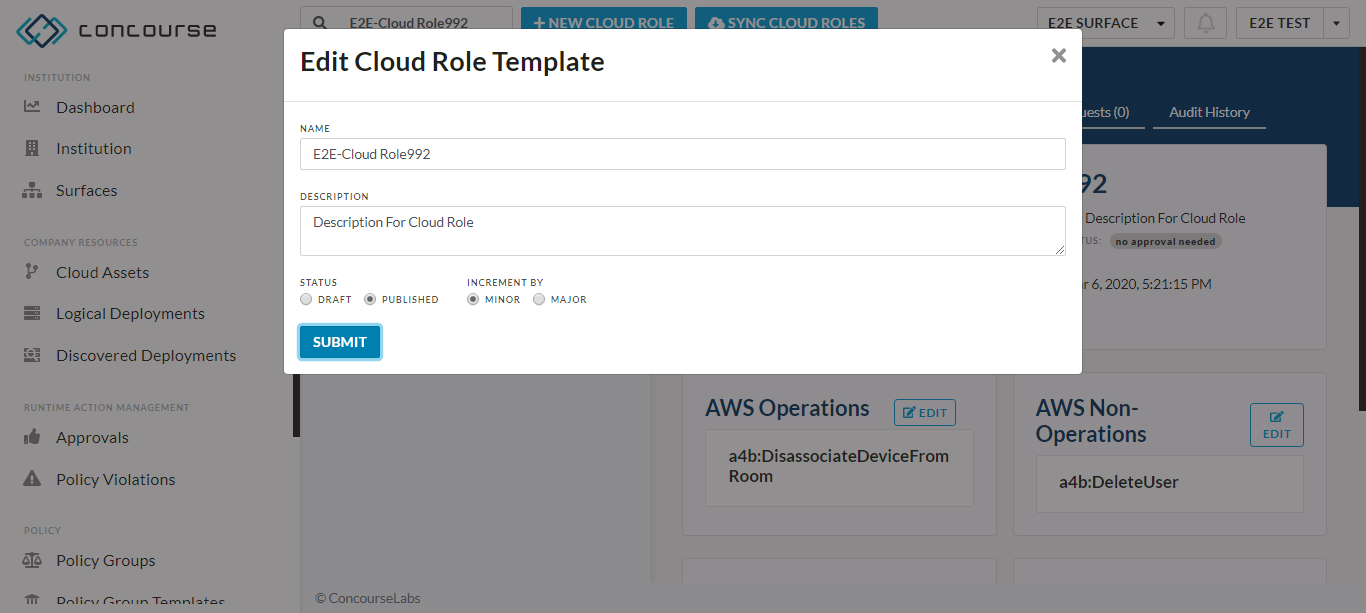 concourse
E2E-Cloud Role992
NEW CLOUD ROLE
SYNC CLOUD ROLES
E2E SURFACE
E2E TEST
INSTITUTION
Dashboard
Institution
Surfaces
COMPANY RESOURCES
Cloud Assets
Logical Deployments
Discovered Deployments
RUNTIME ACTION MANAGEMENT
Approvals
Policy Violations
POLICY
Policy Groups
Policy Group Templates
Edit Cloud Role Template
NAME
E2E-Cloud Role992
DESCRIPTION
Description For Cloud Role
STATUS
DRAFT PUBLISHED
INCREMENT BY
MINOR MAJOR
SUBMIT
(0)
Audit History
92
Description For Cloud Role
no approval needed
6, 2020, 5:21:15 PM
AWS Operations
EDIT
a4b:DisassociateDeviceFrom
Room
AWS Non-
Operations
EDIT
a4b:DeleteUser
© ConcourseLabs